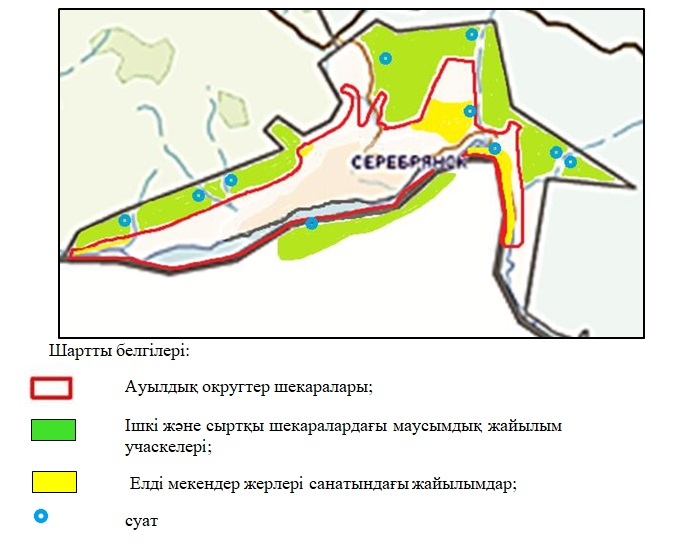 СЕРЕБРЯНСК
Шартты белгілері:
Ауылдық округтер шекаралары;
Ішкі және сыртқы шекаралардағы маусымдық жайылым
учаскелері;
Елді мекендер жерлері санатындағы жайылымдар;
суат